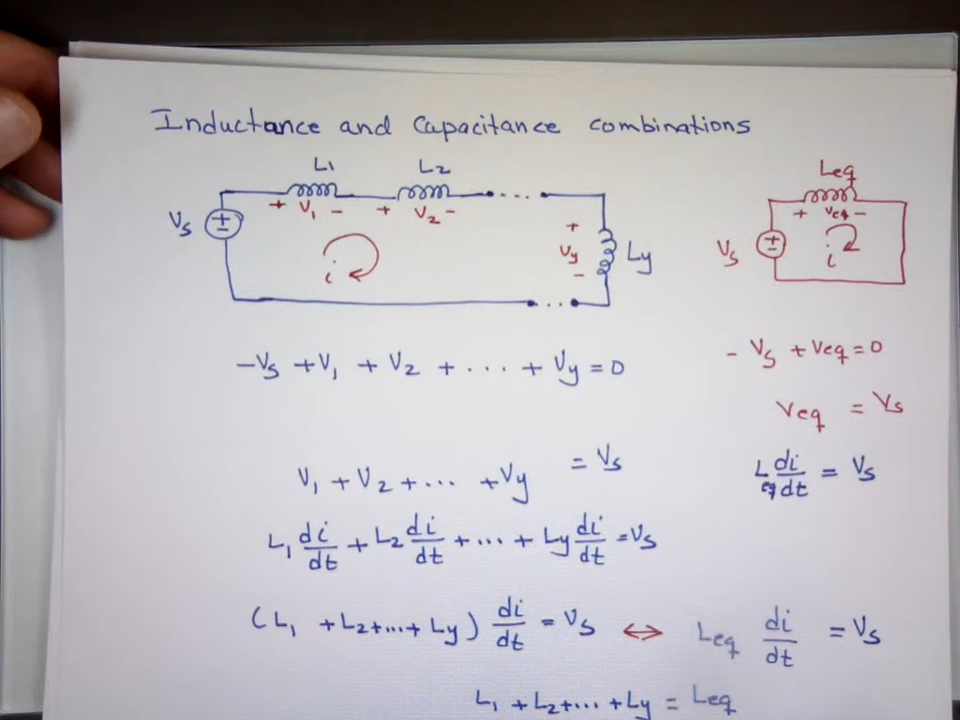 Inductance and Capacitance combinations
L1 L2 Leq
Vs + V1 - + V2 - + Vy - Ly i
Vs + Veq - i
-Vs + V1 + V2 + .... + Vy = 0
- Vs + Veq = 0
Veq = Vs
V1 + V2 + ... + Vy = Vs
Leq di/dt = Vs
L1 di/dt + L2 di/dt + ... + Ly di/dt = Vs
(L1 + L2 + ... + Ly) di/dt = Vs ⇔ Leq di/dt = Vs
L1 + L2 + ... + Ly = Leq